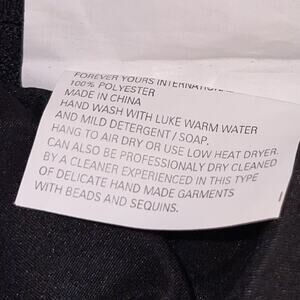 FOREVER YOURS INTERNATIONAL
100% POLYESTER
MADE IN CHINA
HAND WASH WITH LUKE WARM WATER
AND MILD DETERGENT / SOAP.
HANG TO AIR DRY OR USE LOW HEAT DRYER.
CAN ALSO BE PROFESSIONALY DRY CLEANED
BY A CLEANER EXPERIENCED IN THIS TYPE
OF DELICATE HAND MADE GARMENTS
WITH BEADS AND SEQUINS.